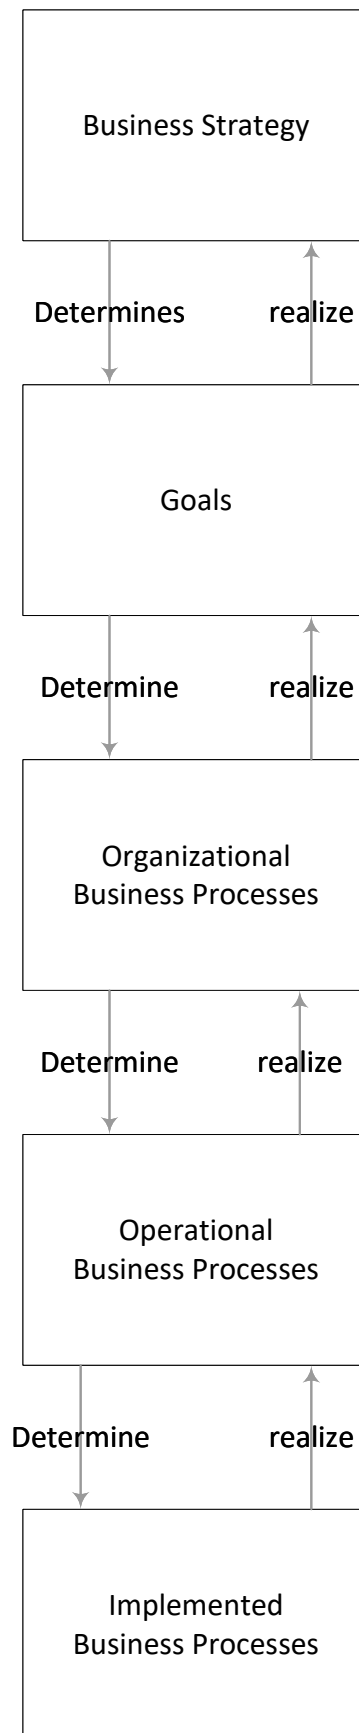 Business Strategy
Determines realize
Goals
Determine realize
Organizational
Business Processes
Determine realize
Operational
Business Processes
Determine realize
Implemented
Business Processes